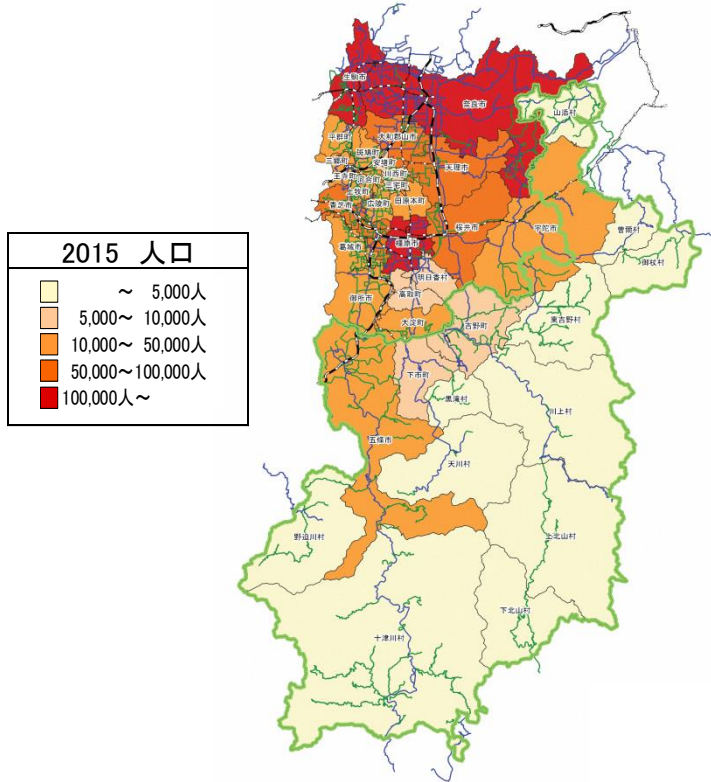 2015 人口
～ 5,000人
5,000～ 10,000人
10,000～ 50,000人
50,000～100,000人
100,000人～
生駒市
奈良市
山添村
平群町
大和郡山市
斑鳩町
三郷町
安堵町
天理市
王寺町
川西町
河合町
三宅町
上牧町
広陵町
田原本町
香芝市
桜井市
宇陀市
曽爾村
葛城市
橿原市
御杖村
明日香村
御所市
高取町
大淀町
吉野町
東吉野村
下市町
黒滝村
川上村
五條市
天川村
野迫川村
上北山村
下北山村
十津川村